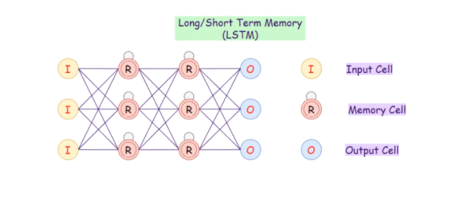 Long/Short Term Memory
(LSTM)
I R R O I Input Cell
I R R O R Memory Cell
I R R O O Output Cell